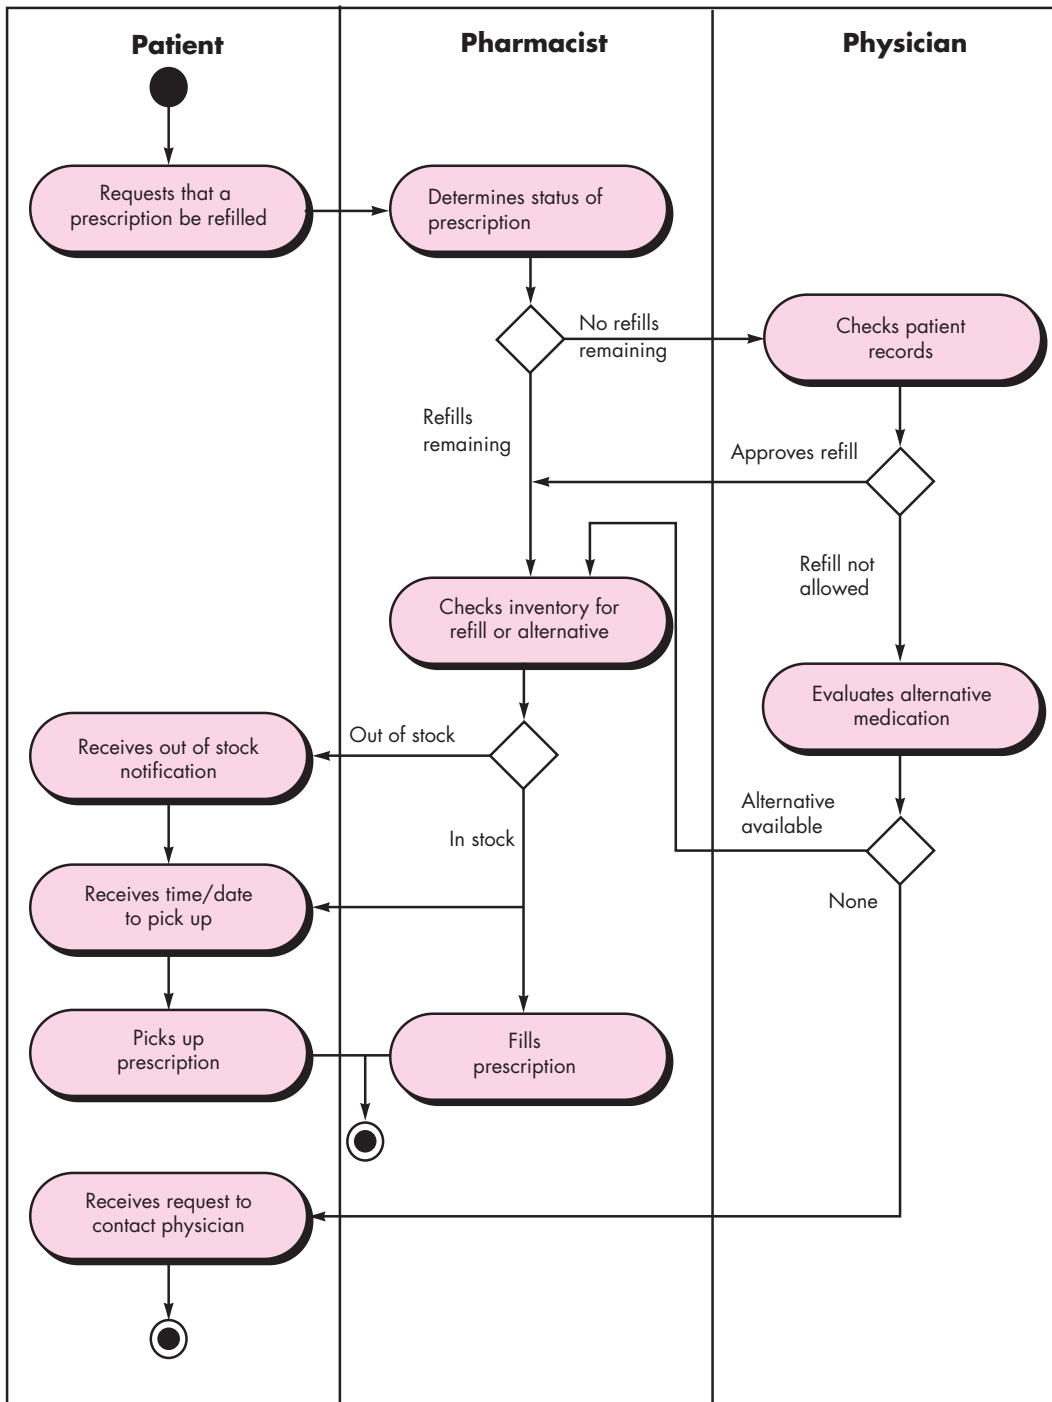 Patient
Pharmacist
Physician
Requests that a
prescription be refilled
Determines status of
prescription
No refills
remaining
Checks patient
records
Refills
remaining
Approves refill
Refill not
allowed
Checks inventory for
refill or alternative
Evaluates alternative
medication
Out of stock
Receives out of stock
notification
Alternative
available
In stock
None
Receives time/date
to pick up
Picks up
prescription
Fills
prescription
Receives request to
contact physician